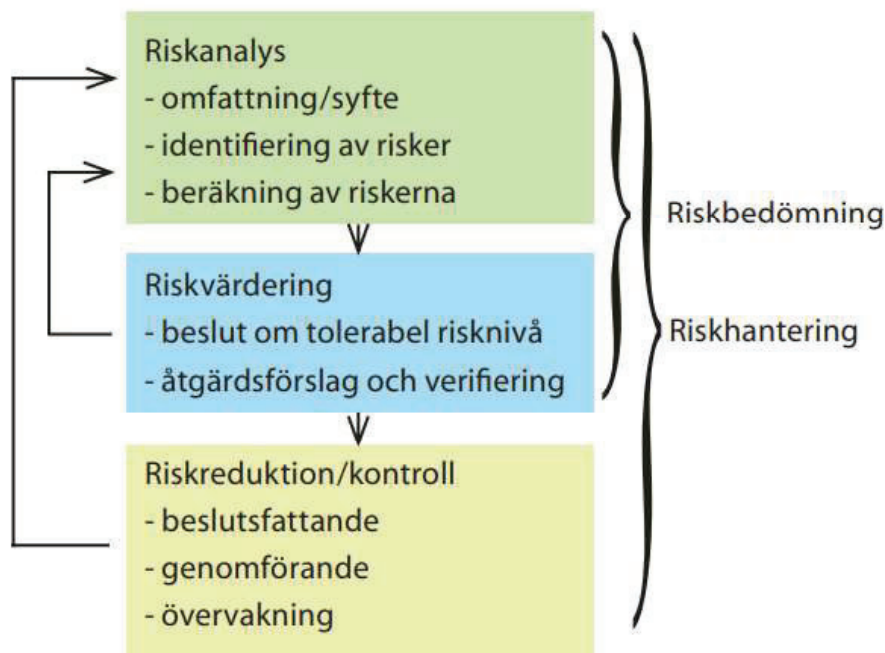 Riskanalys
- omfattning/syfte
- identifiering av risker
- beräkning av riskerna
Riskvärdering
- beslut om tolerabel risknivå
- åtgärdsförslag och verifiering
Riskreduktion/kontroll
- beslutsfattande
- genomförande
- övervakning
Riskbedömning
Riskhantering